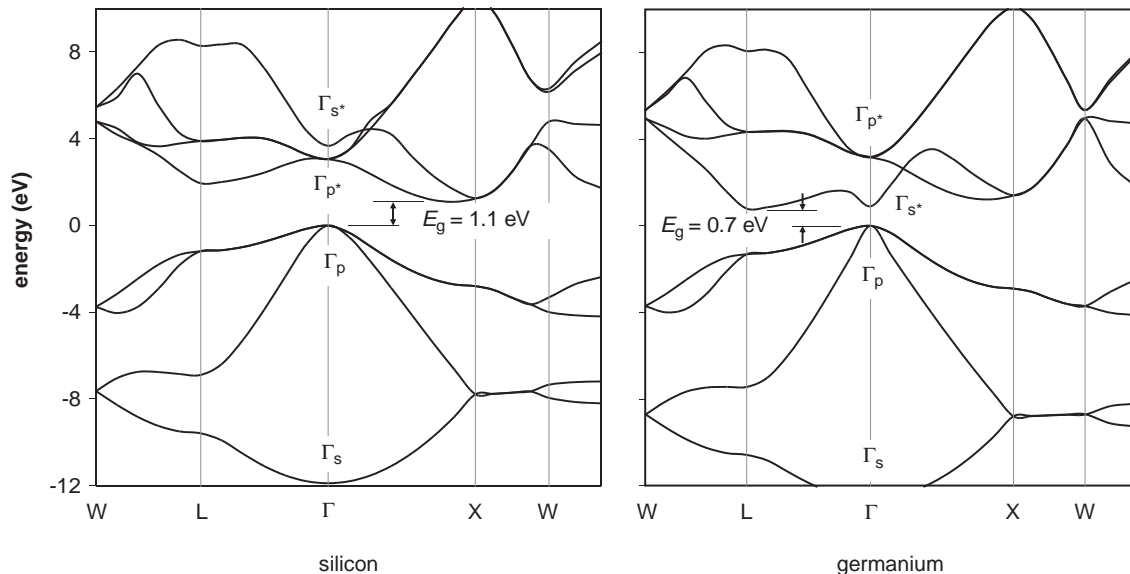 energy (eV)
8
4
0
-4
-8
-12
Γs*
Γp*
Eg = 1.1 eV
Γp
Γs
W L Γ X W
silicon
Γp*
Γs*
Eg = 0.7 eV
Γp
Γs
W L Γ X W
germanium